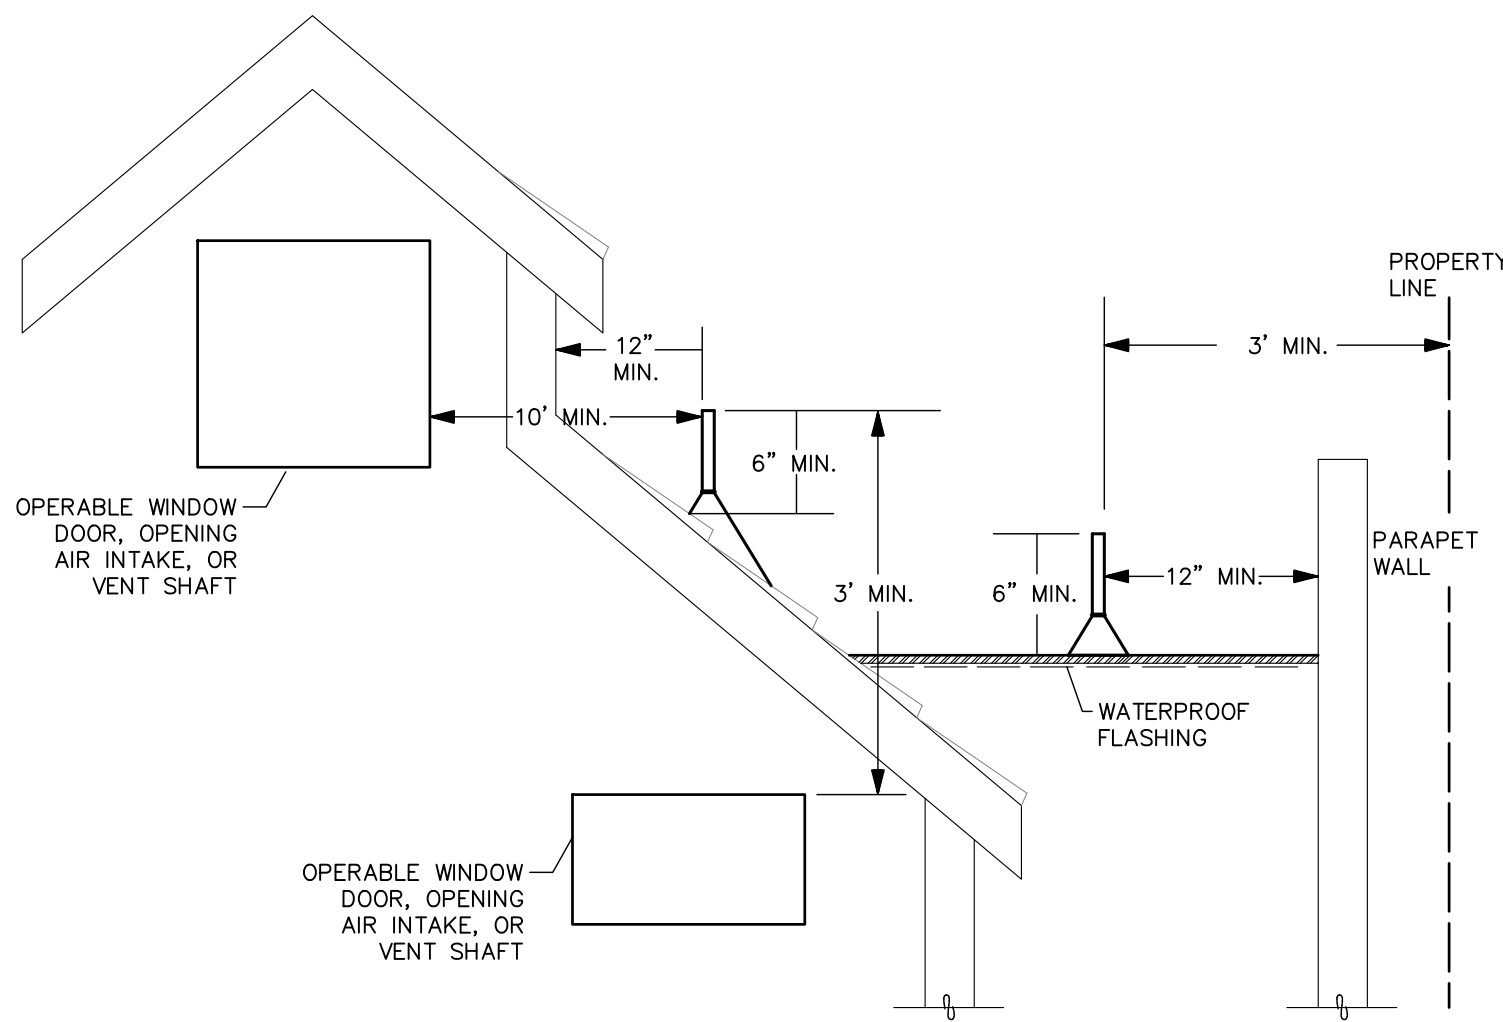 PROPERTY
LINE
12"
MIN.
3' MIN.
10' MIN.
6" MIN.
OPERABLE WINDOW
DOOR, OPENING
AIR INTAKE, OR
VENT SHAFT
PARAPET
WALL
12" MIN.
3' MIN.
6" MIN.
WATERPROOF
FLASHING
OPERABLE WINDOW
DOOR, OPENING
AIR INTAKE, OR
VENT SHAFT